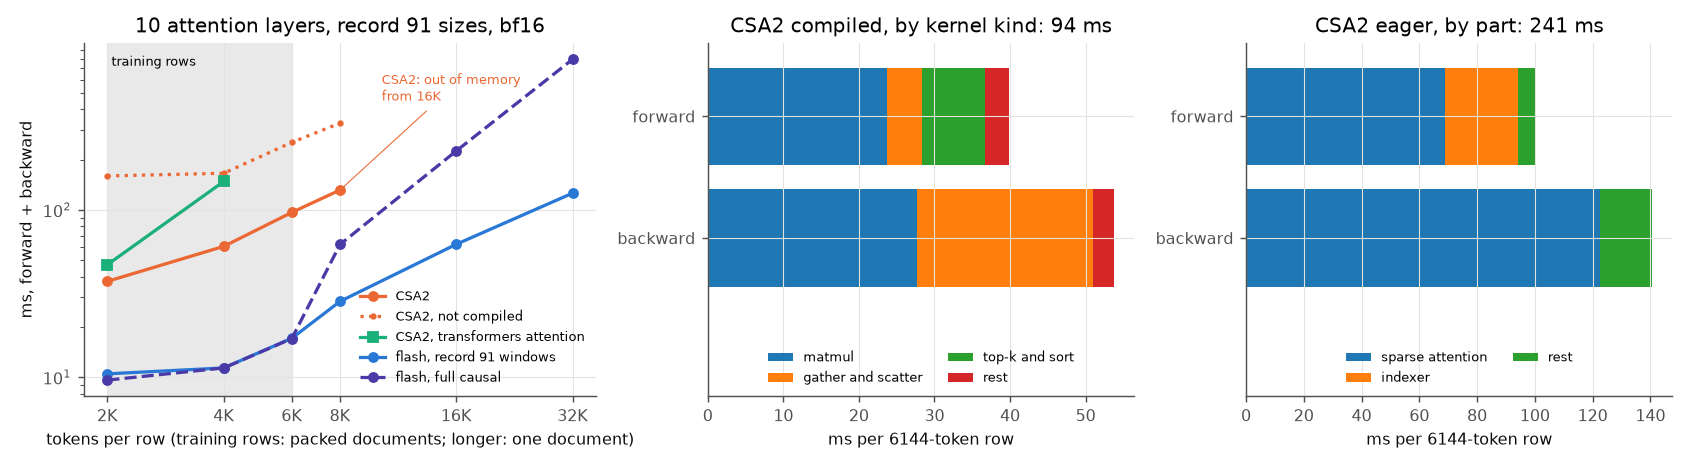 10 attention layers, record 91 sizes, bf16
training rows
CSA2: out of memory
from 16K
10²
10¹
ms, forward + backward
CSA2
CSA2, not compiled
CSA2, transformers attention
flash, record 91 windows
flash, full causal
2K 4K 6K 8K 16K 32K
tokens per row (training rows: packed documents; longer: one document)
CSA2 compiled, by kernel kind: 94 ms
forward
backward
matmul
gather and scatter
top-k and sort
rest
0 10 20 30 40 50
ms per 6144-token row
CSA2 eager, by part: 241 ms
forward
backward
sparse attention
indexer
rest
0 20 40 60 80 100 120 140
ms per 6144-token row